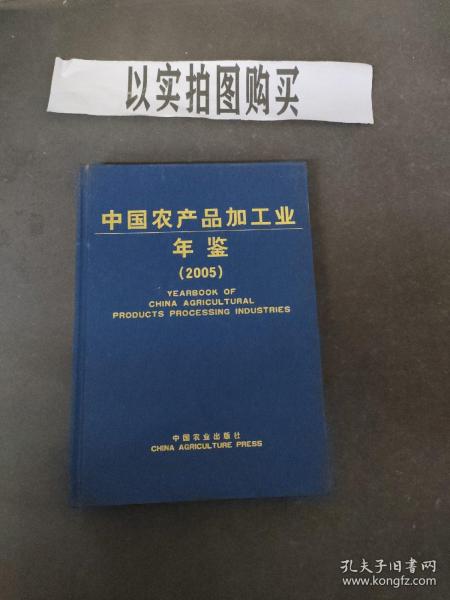 以实拍图购买
中国农产品加工业
年鉴
(2005)
YEARBOOK OF
CHINA AGRICULTURAL
PRODUCTS PROCESSING INDUSTRIES
中国农业出版社
CHINA AGRICULTURE PRESS
孔夫子旧书网
www.kongfz.com